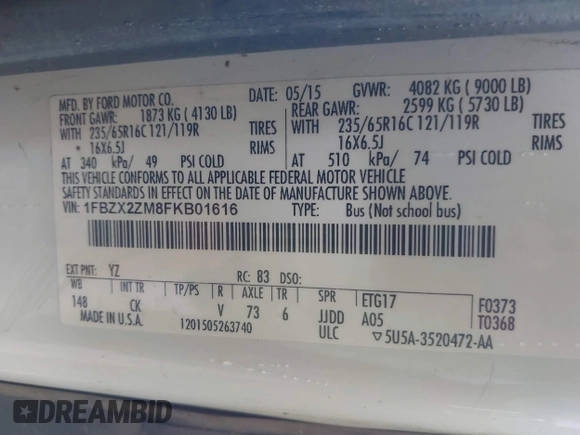 MFD. BY FORD MOTOR CO.
DATE: 05/15 GVWR: 4082 KG ( 9000 LB)
FRONT GAWR: 1873 KG ( 4130 LB)
REAR GAWR: 2599 KG ( 5730 LB)
WITH 235/65R16C 121/119R TIRES
WITH 235/65R16C 121/119R TIRES
16X6.5J RIMS
16X6.5J RIMS
AT 340 kPa/ 49 PSI COLD
AT 510 kPa/ 74 PSI COLD
THIS VEHICLE CONFORMS TO ALL APPLICABLE FEDERAL MOTOR VEHICLE
SAFETY STANDARDS IN EFFECT ON THE DATE OF MANUFACTURE SHOWN ABOVE.
VIN: 1FBZX2ZM8FKB01616 TYPE: Bus (Not school bus)
EXT PNT: YZ RC: 83 DSO:
WB INT TR TP/PS R AXLE TR SPR ETG17 F0373
148 CK V 73 6 JJDD A05 T0368
MADE IN U.S.A. 1201505263740 ULC ▽5U5A-3520472-AA
DREAMBID